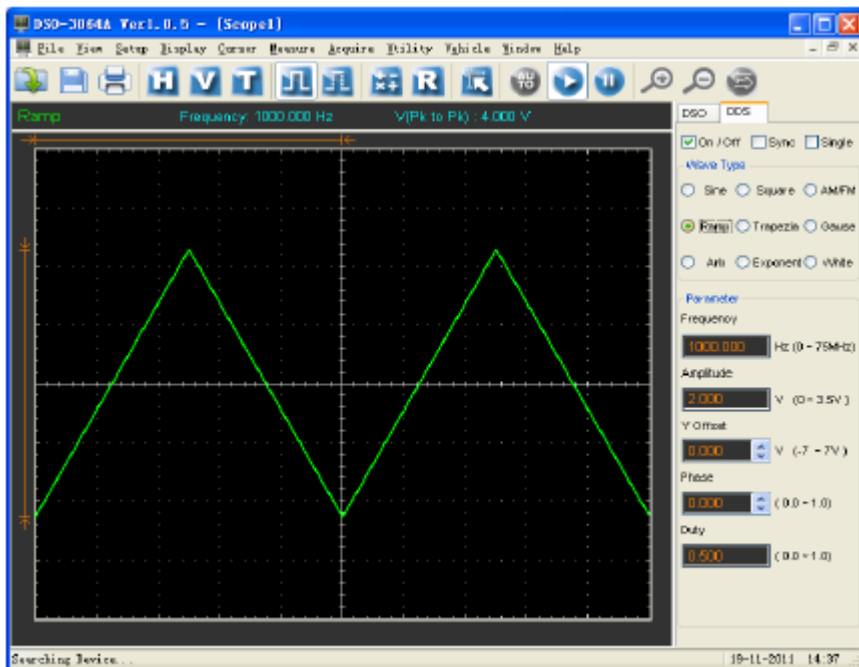 DSO-3064A Ver1.0.5 - [Scope1]
File View Setup Display Cursor Measure Acquire Utility Vehicle Window Help
H V T R AUTO
Ramp Frequency: 1000.000 Hz V(Pk to Pk) : 4.000 V
DSO DDS
On / Off Sync Single
Wave Type
Sine Square AM/FM
Ramp Trapezia Gause
Arb Exponent White
Parameter
Frequency
1000.000 Hz (0 ~ 75MHz)
Amplitude
2.000 V (0 ~ 3.5V)
Y Offset
0.000 V (-7 ~ 7V)
Phase
0.000 (0.0 ~ 1.0)
Duty
0.500 (0.0 ~ 1.0)
Searching Device... 19-11-2011 14:37